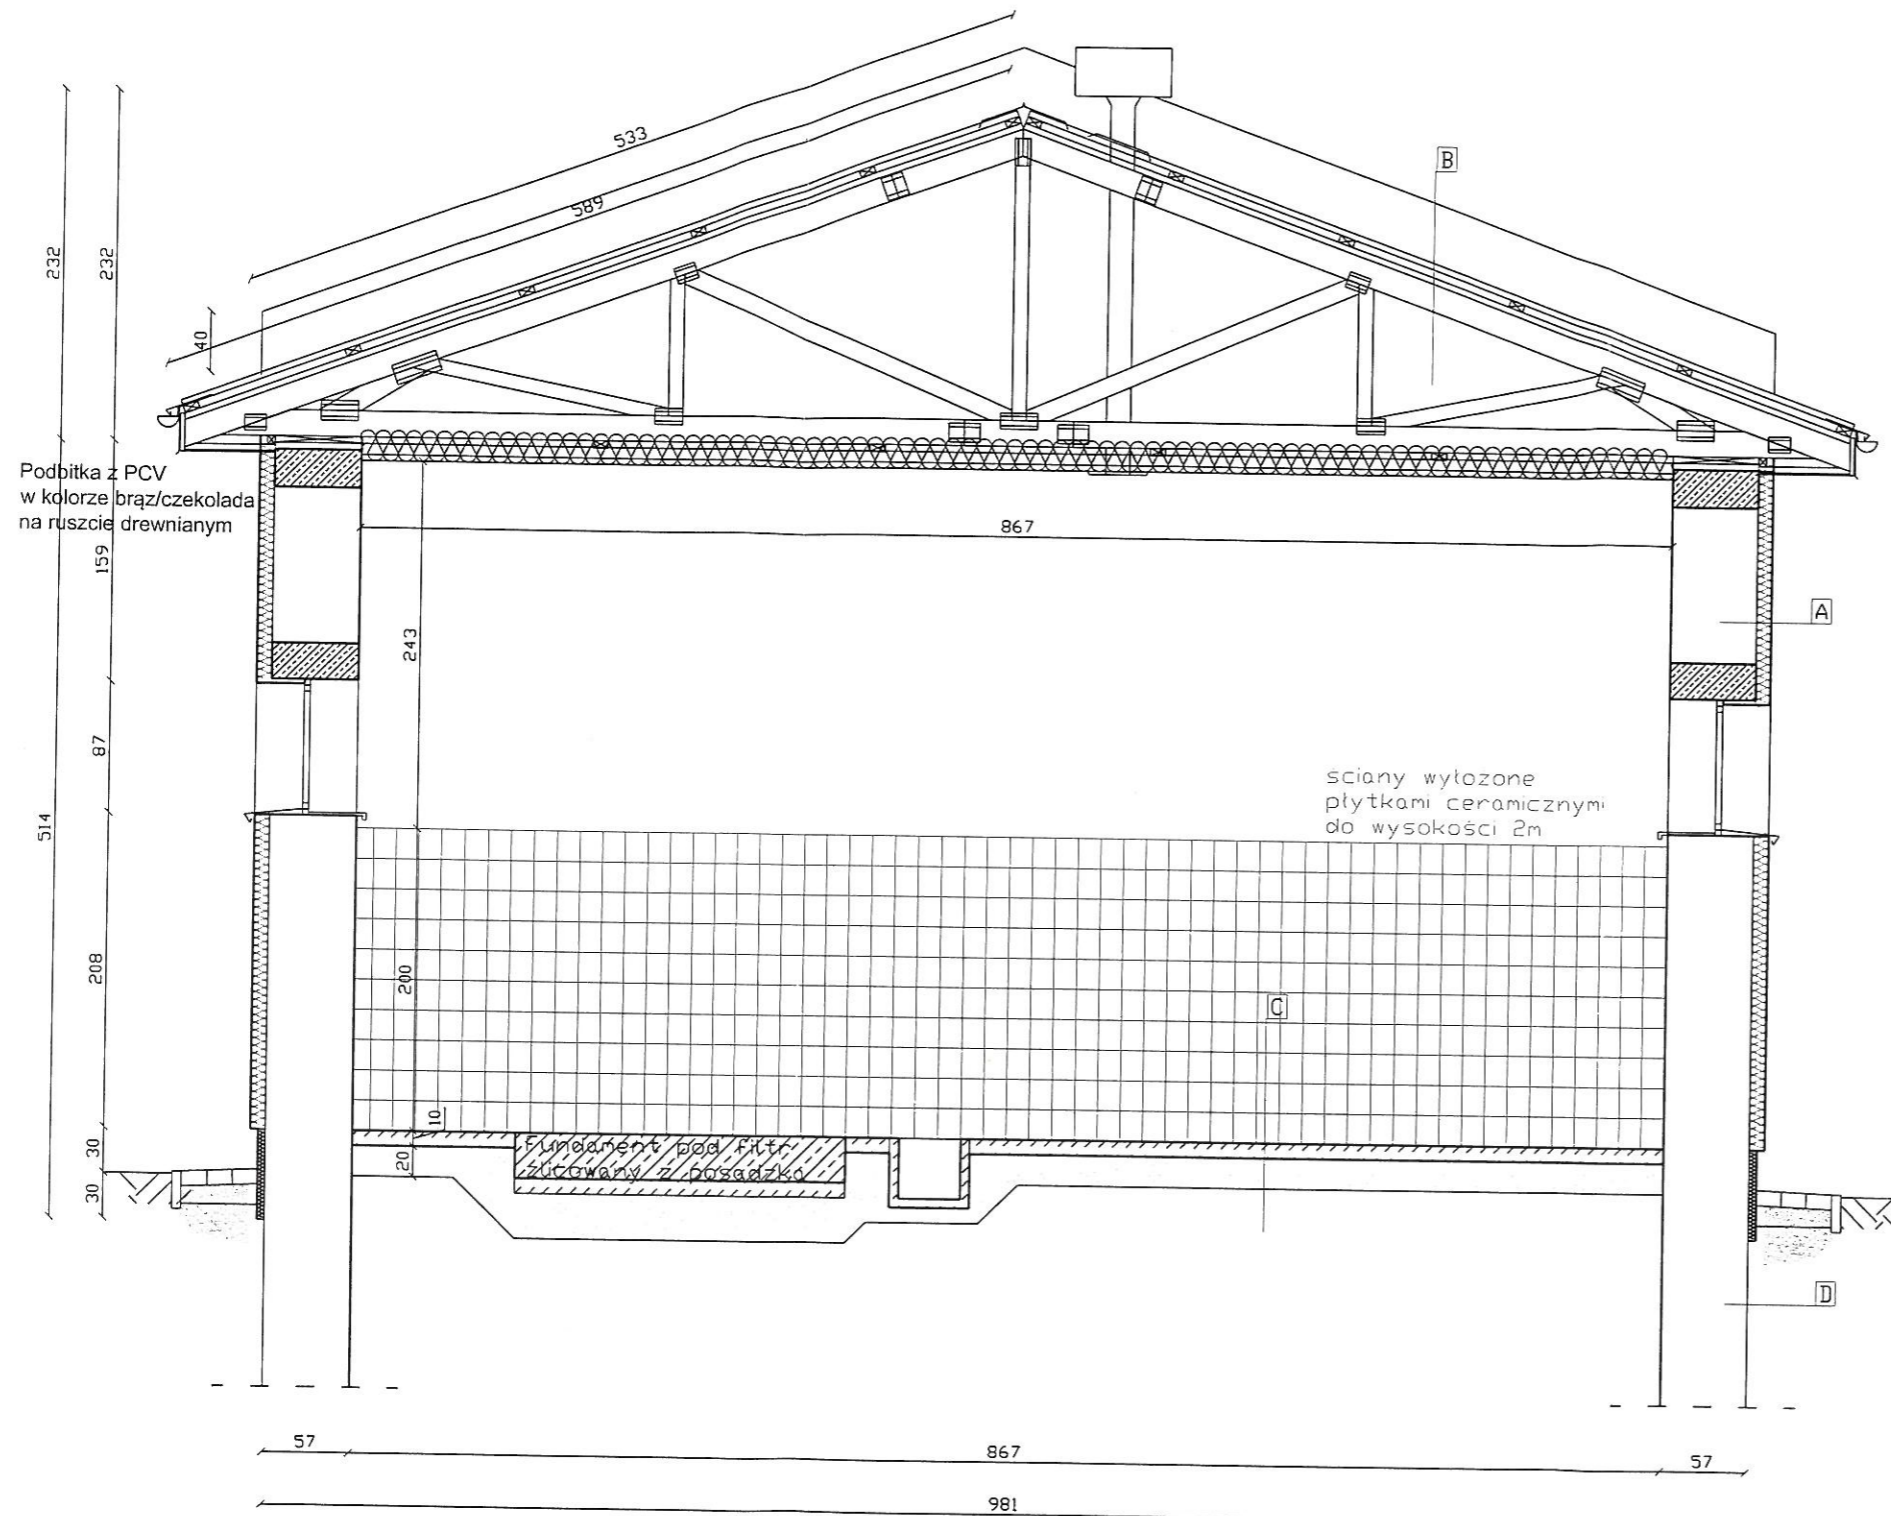 533
B
589
232
232
40
Podbitka z PCV
w kolorze brąz/czekolada
na ruszcie drewnianym
867
159
A
243
87
sciany wyłozone
płytkami ceramicznymi
do wysokości 2m
514
208
200
C
10
30
Fundament pod filtr
zlicowany z posadzką
20
30
D
57
867
57
981